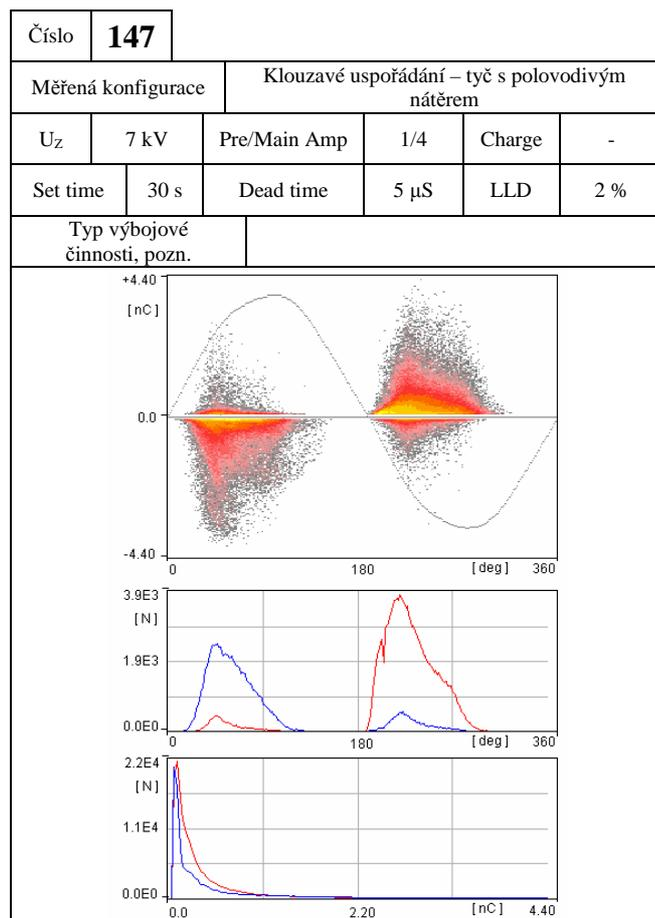 Číslo 147
Měřená konfigurace Klouzavé uspořádání – tyč s polovodivým
nátěrem
UZ 7 kV Pre/Main Amp 1/4 Charge -
Set time 30 s Dead time 5 μS LLD 2 %
Typ výbojové
činnosti, pozn.
+4.40
[nC]
0.0
-4.40
0 180 [deg] 360
3.9E3
[N]
1.9E3
0.0E0
0 180 [deg] 360
2.2E4
[N]
1.1E4
0.0E0
0.0 2.20 [nC] 4.40